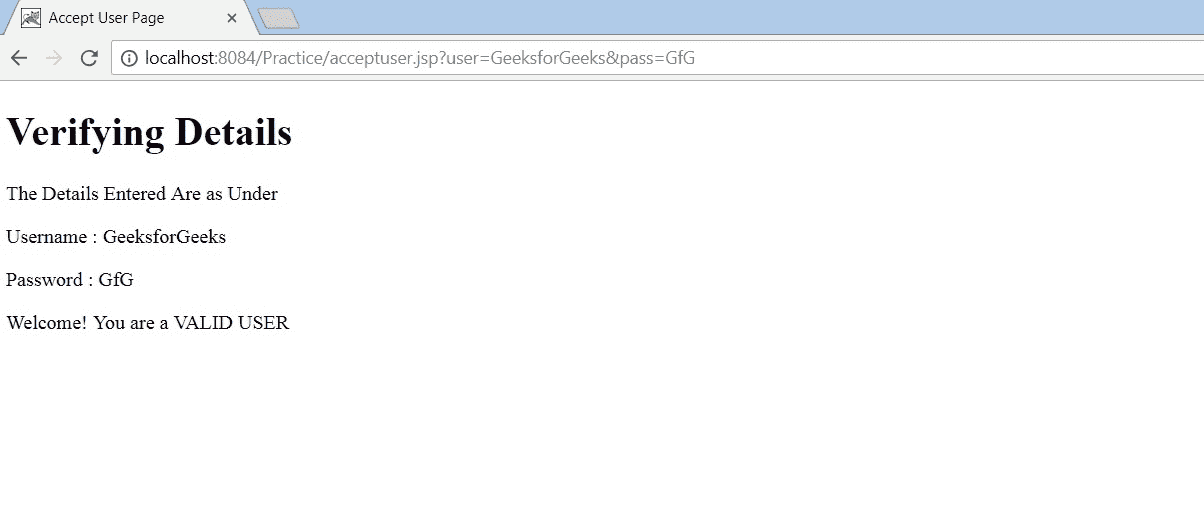 Accept User Page
localhost:8084/Practice/acceptuser.jsp?user=GeeksforGeeks&pass=GfG
Verifying Details
The Details Entered Are as Under
Username : GeeksforGeeks
Password : GfG
Welcome! You are a VALID USER